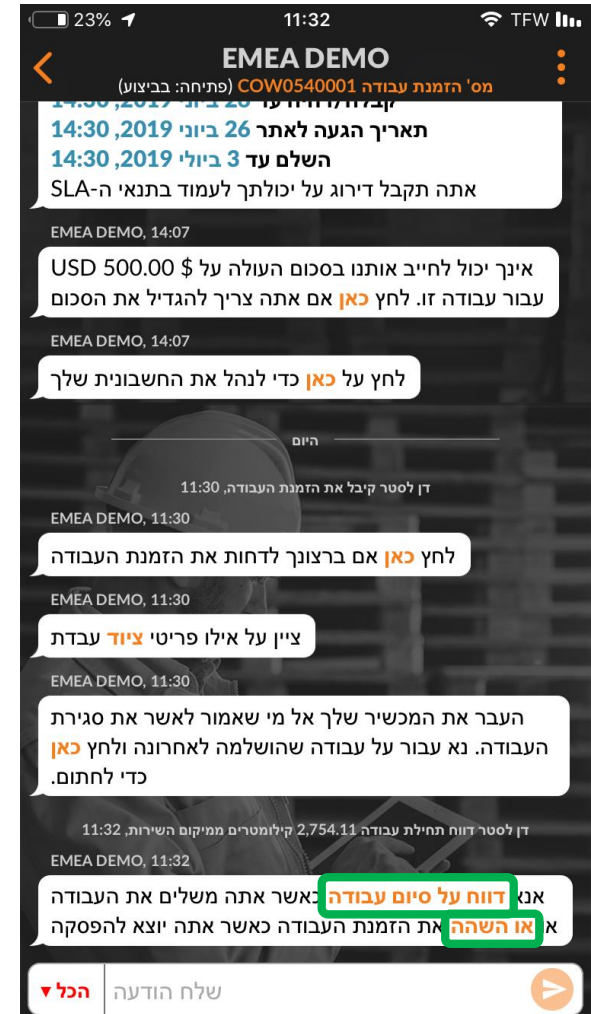 23%
11:32
TFW
EMEA DEMO
מס' הזמנת עבודה COW0540001 (פתיחה: בביצוע)
26 ביוני 2019, 14:30
תאריך הגעה לאתר 26 ביוני 2019, 14:30
השלם עד 3 ביולי 2019, 14:30
אתה תקבל דירוג על יכולתך לעמוד בתנאי ה-SLA
EMEA DEMO, 14:07
אינך יכול לחייב אותנו בסכום העולה על $ USD 500.00
עבור עבודה זו. לחץ כאן אם אתה צריך להגדיל את הסכום
EMEA DEMO, 14:07
לחץ על כאן כדי לנהל את החשבונית שלך
היום
דן לסטר קיבל את הזמנת העבודה, 11:30
EMEA DEMO, 11:30
לחץ כאן אם ברצונך לדחות את הזמנת העבודה
EMEA DEMO, 11:30
ציין על אילו פריטי ציוד עבדת
EMEA DEMO, 11:30
העבר את המכשיר שלך אל מי שאמור לאשר את סגירת
העבודה. נא עבור על עבודה שהושלמה לאחרונה ולחץ כאן
כדי לחתום.
דן לסטר דווח תחילת עבודה 2,754.11 קילומטרים ממיקום השירות, 11:32
EMEA DEMO, 11:32
דווח על סיום עבודה כאשר אתה משלים את העבודה
או השהה את הזמנת העבודה כאשר אתה יוצא להפסקה
שלח הודעה
הכל